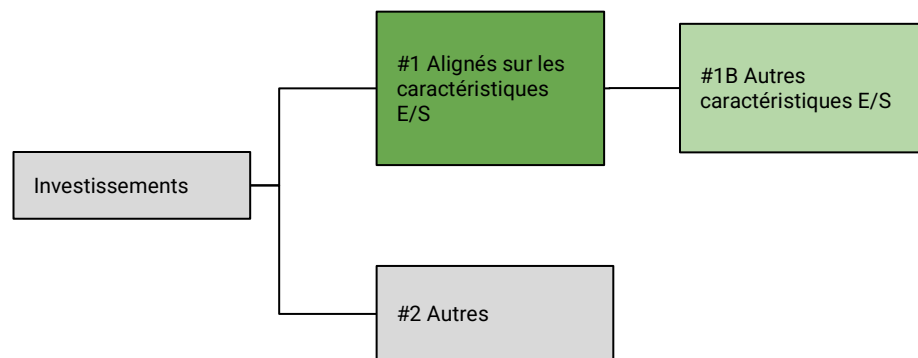 #1 Alignés sur les
caractéristiques
E/S
#1B Autres
caractéristiques E/S
Investissements
#2 Autres